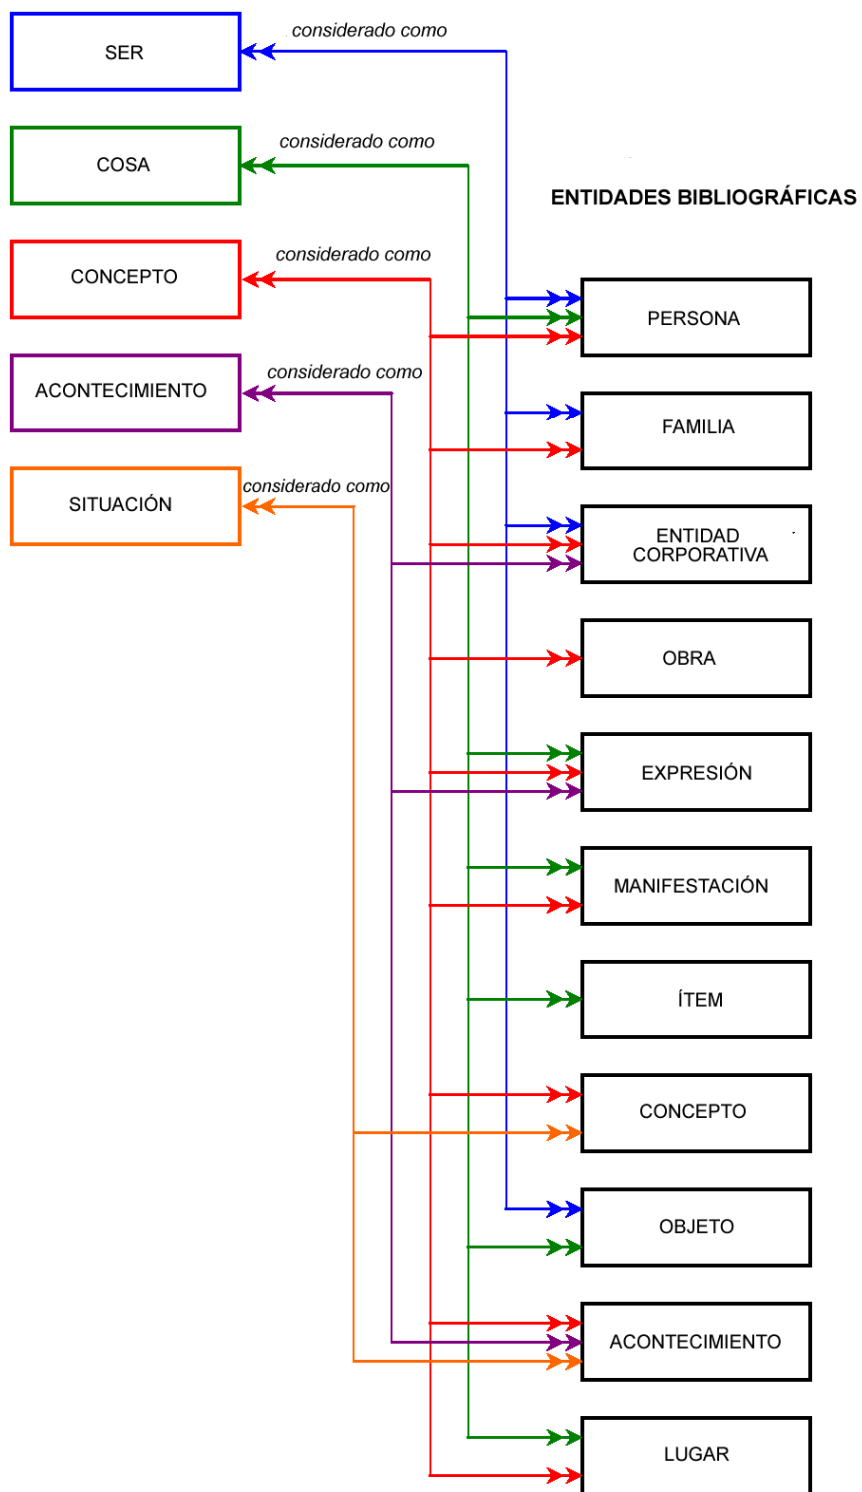 considerado como
SER
considerado como
COSA
ENTIDADES BIBLIOGRÁFICAS
considerado como
CONCEPTO
PERSONA
considerado como
ACONTECIMIENTO
FAMILIA
considerado como
SITUACIÓN
ENTIDAD
CORPORATIVA
OBRA
EXPRESIÓN
MANIFESTACIÓN
ÍTEM
CONCEPTO
OBJETO
ACONTECIMIENTO
LUGAR